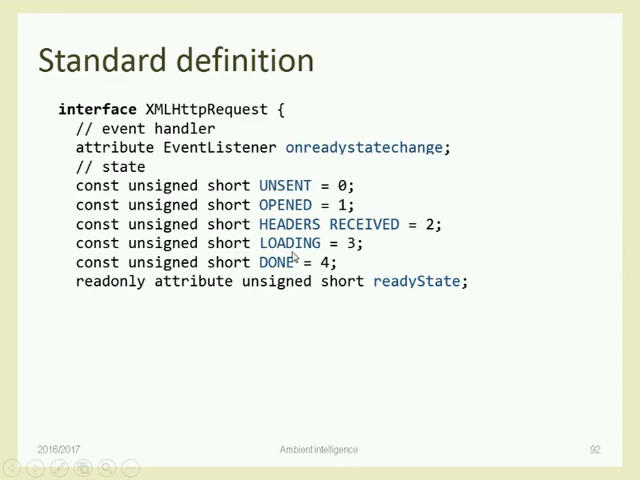 Standard definition
interface XMLHttpRequest {
// event handler
attribute EventListener onreadystatechange;
// state
const unsigned short UNSENT = 0;
const unsigned short OPENED = 1;
const unsigned short HEADERS RECEIVED = 2;
const unsigned short LOADING = 3;
const unsigned short DONE = 4;
readonly attribute unsigned short readyState;
2016/2017
Ambient intelligence
92